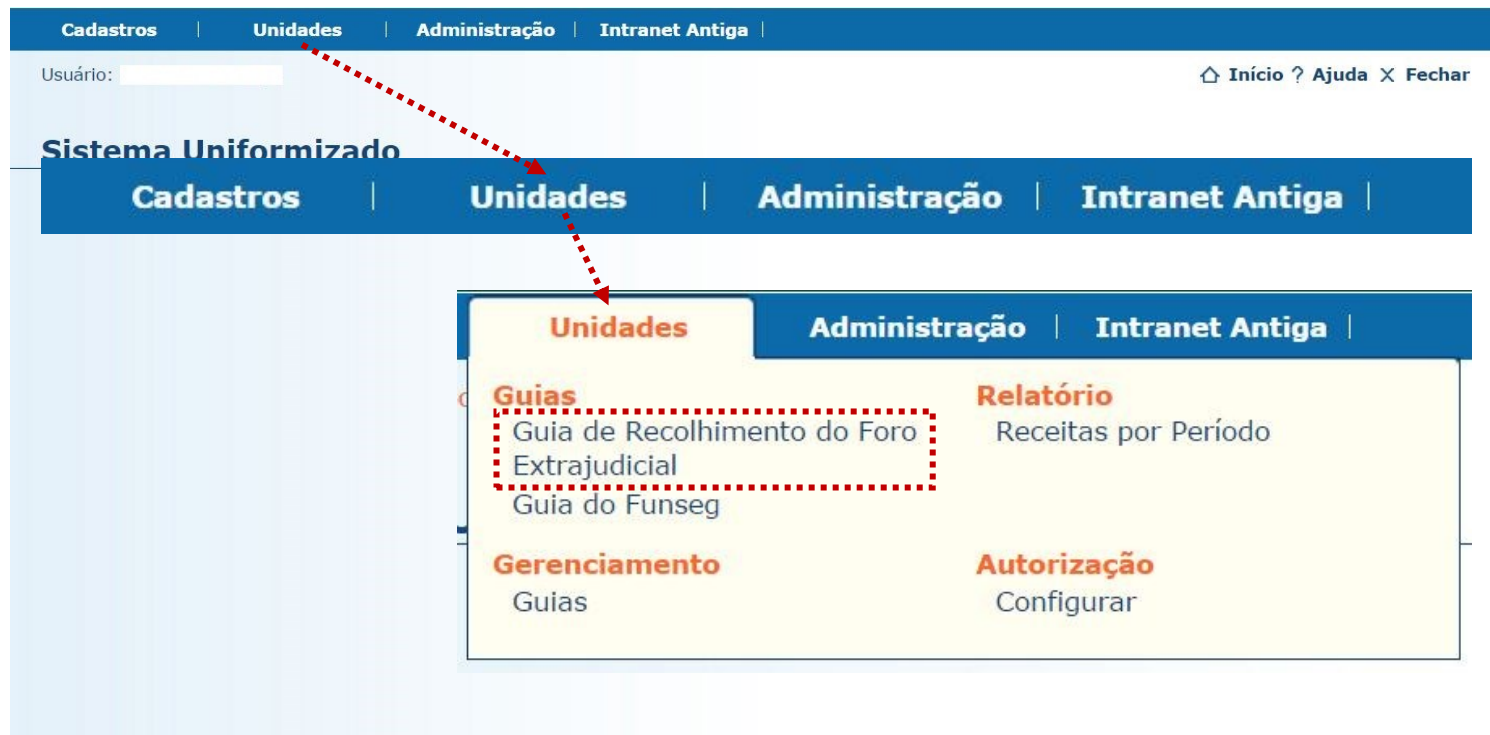 Cadastros | Unidades | Administração | Intranet Antiga |
Usuário:
Início ? Ajuda X Fechar
Sistema Uniformizado
Cadastros | Unidades | Administração | Intranet Antiga |
Unidades Administração | Intranet Antiga |
Guias Relatório
Guia de Recolhimento do Foro Receitas por Período
Extrajudicial
Guia do Funseg
Gerenciamento Autorização
Guias Configurar